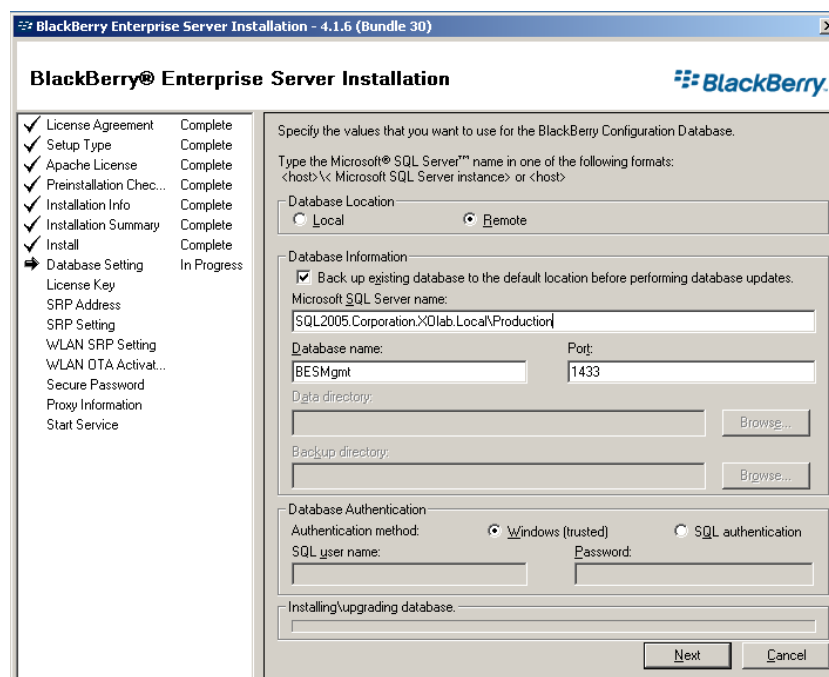 BlackBerry Enterprise Server Installation - 4.1.6 (Bundle 30)
BlackBerry® Enterprise Server Installation
BlackBerry.
License Agreement Complete
Setup Type Complete
Apache License Complete
Preinstallation Chec... Complete
Installation Info Complete
Installation Summary Complete
Install Complete
Database Setting In Progress
License Key
SRP Address
SRP Setting
WLAN SRP Setting
WLAN OTA Activat...
Secure Password
Proxy Information
Start Service
Specify the values that you want to use for the BlackBerry Configuration Database.
Type the Microsoft® SQL Server™ name in one of the following formats:
<host>\< Microsoft SQL Server instance> or <host>
Database Location
Local Remote
Database Information
Back up existing database to the default location before performing database updates.
Microsoft SQL Server name:
SQL2005.Corporation.XOlab.Local\Production
Database name: Port:
BESMgmt 1433
Data directory:
Browse...
Backup directory:
Browse...
Database Authentication
Authentication method: Windows (trusted) SQL authentication
SQL user name: Password:
Installing\upgrading database.
Next Cancel